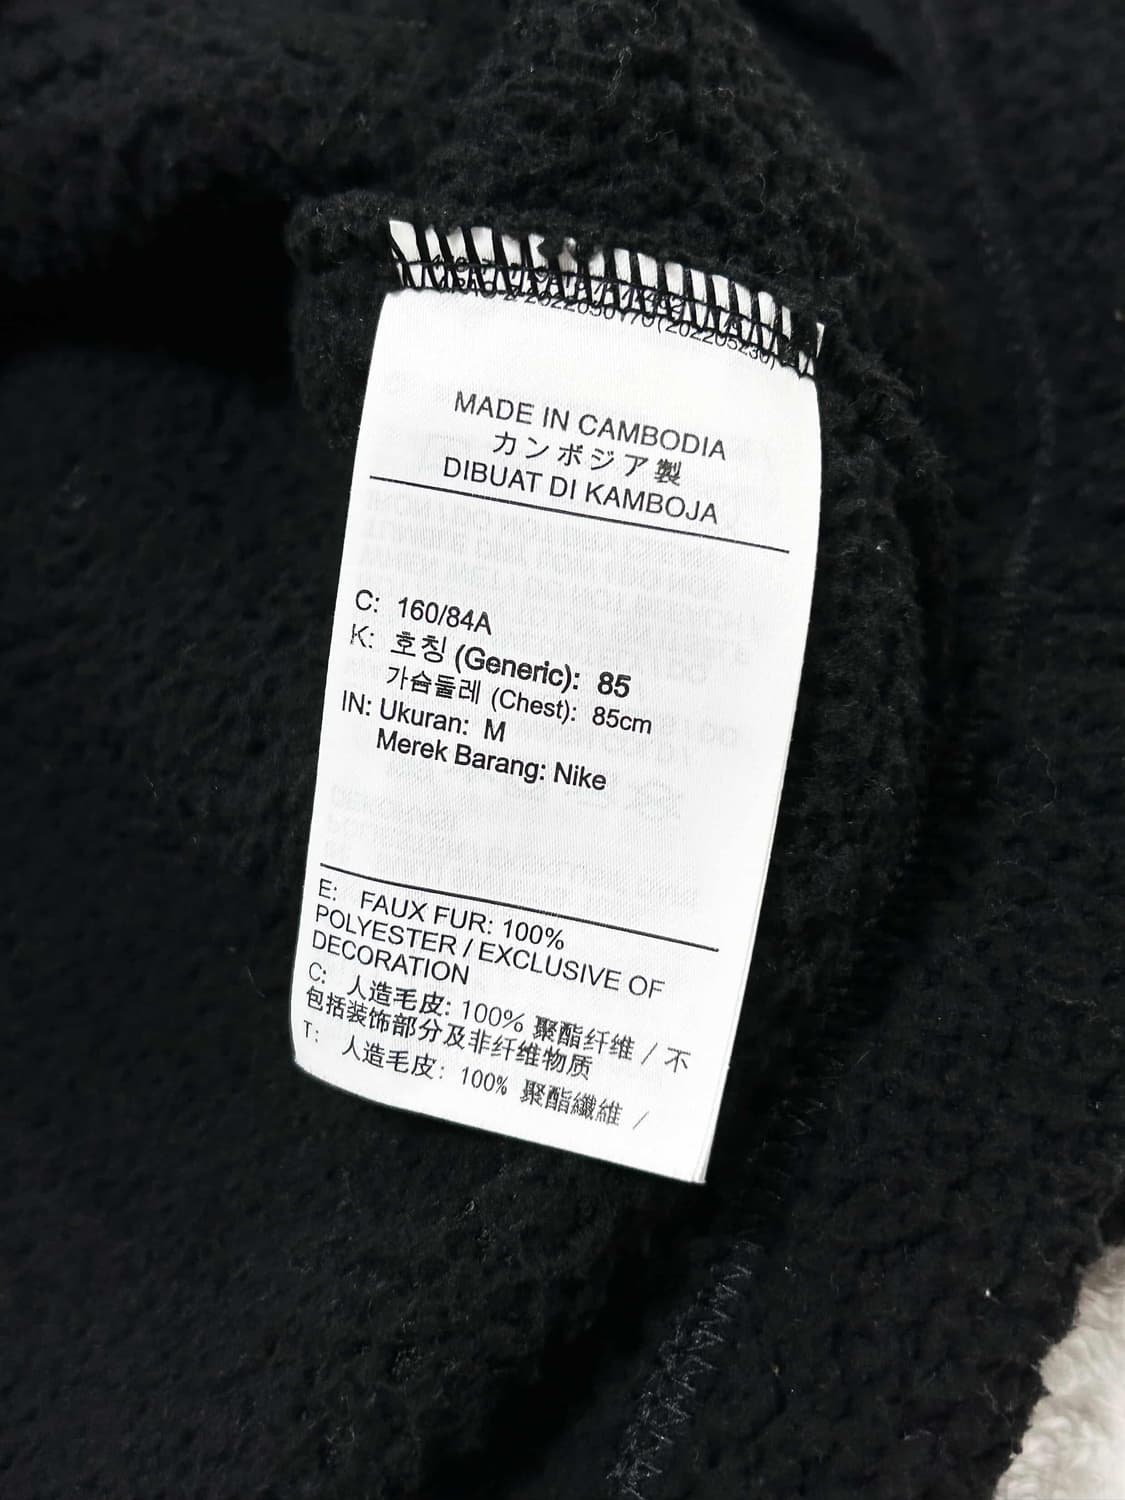 MADE IN CAMBODIA
カンボジア製
DIBUAT DI KAMBOJA
C: 160/84A
K: 호칭 (Generic): 85
가슴둘레 (Chest): 85cm
IN: Ukuran: M
Merek Barang: Nike
E: FAUX FUR: 100%
POLYESTER / EXCLUSIVE OF
DECORATION
C: 人造毛皮: 100% 聚酯纤维 / 不
包括装饰部分及非纤维物质
T: 人造毛皮: 100% 聚酯纖維 /